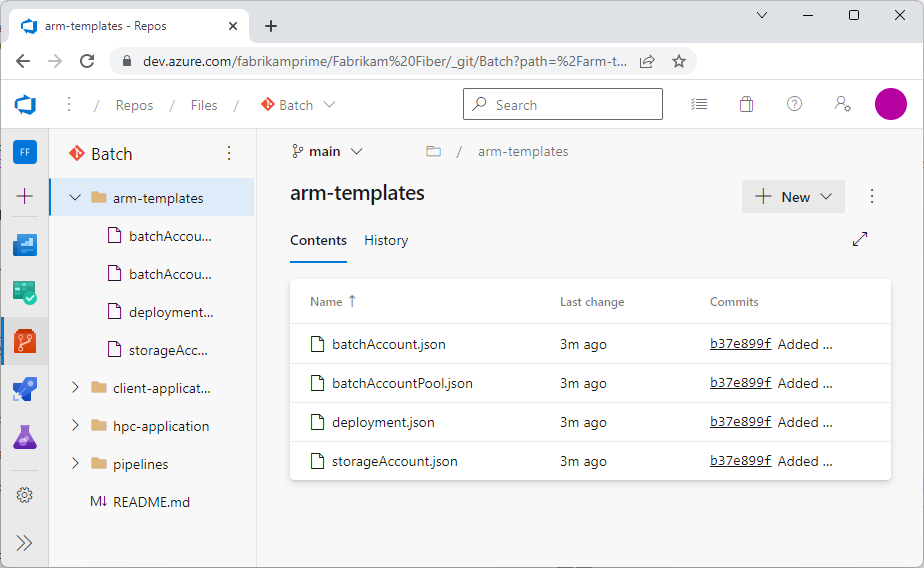 arm-templates - Repos
dev.azure.com/fabrikamprime/Fabrikam%20Fiber/_git/Batch?path=%2Farm-t...
/ Repos / Files / Batch
Search
FF
Batch
main
/ arm-templates
arm-templates
arm-templates
New
batchAccou...
batchAccou...
deployment...
storageAcc...
client-applicat...
hpc-application
pipelines
M↓ README.md
Contents History
Name ↑ Last change Commits
batchAccount.json 3m ago b37e899f Added ...
batchAccountPool.json 3m ago b37e899f Added ...
deployment.json 3m ago b37e899f Added ...
storageAccount.json 3m ago b37e899f Added ...